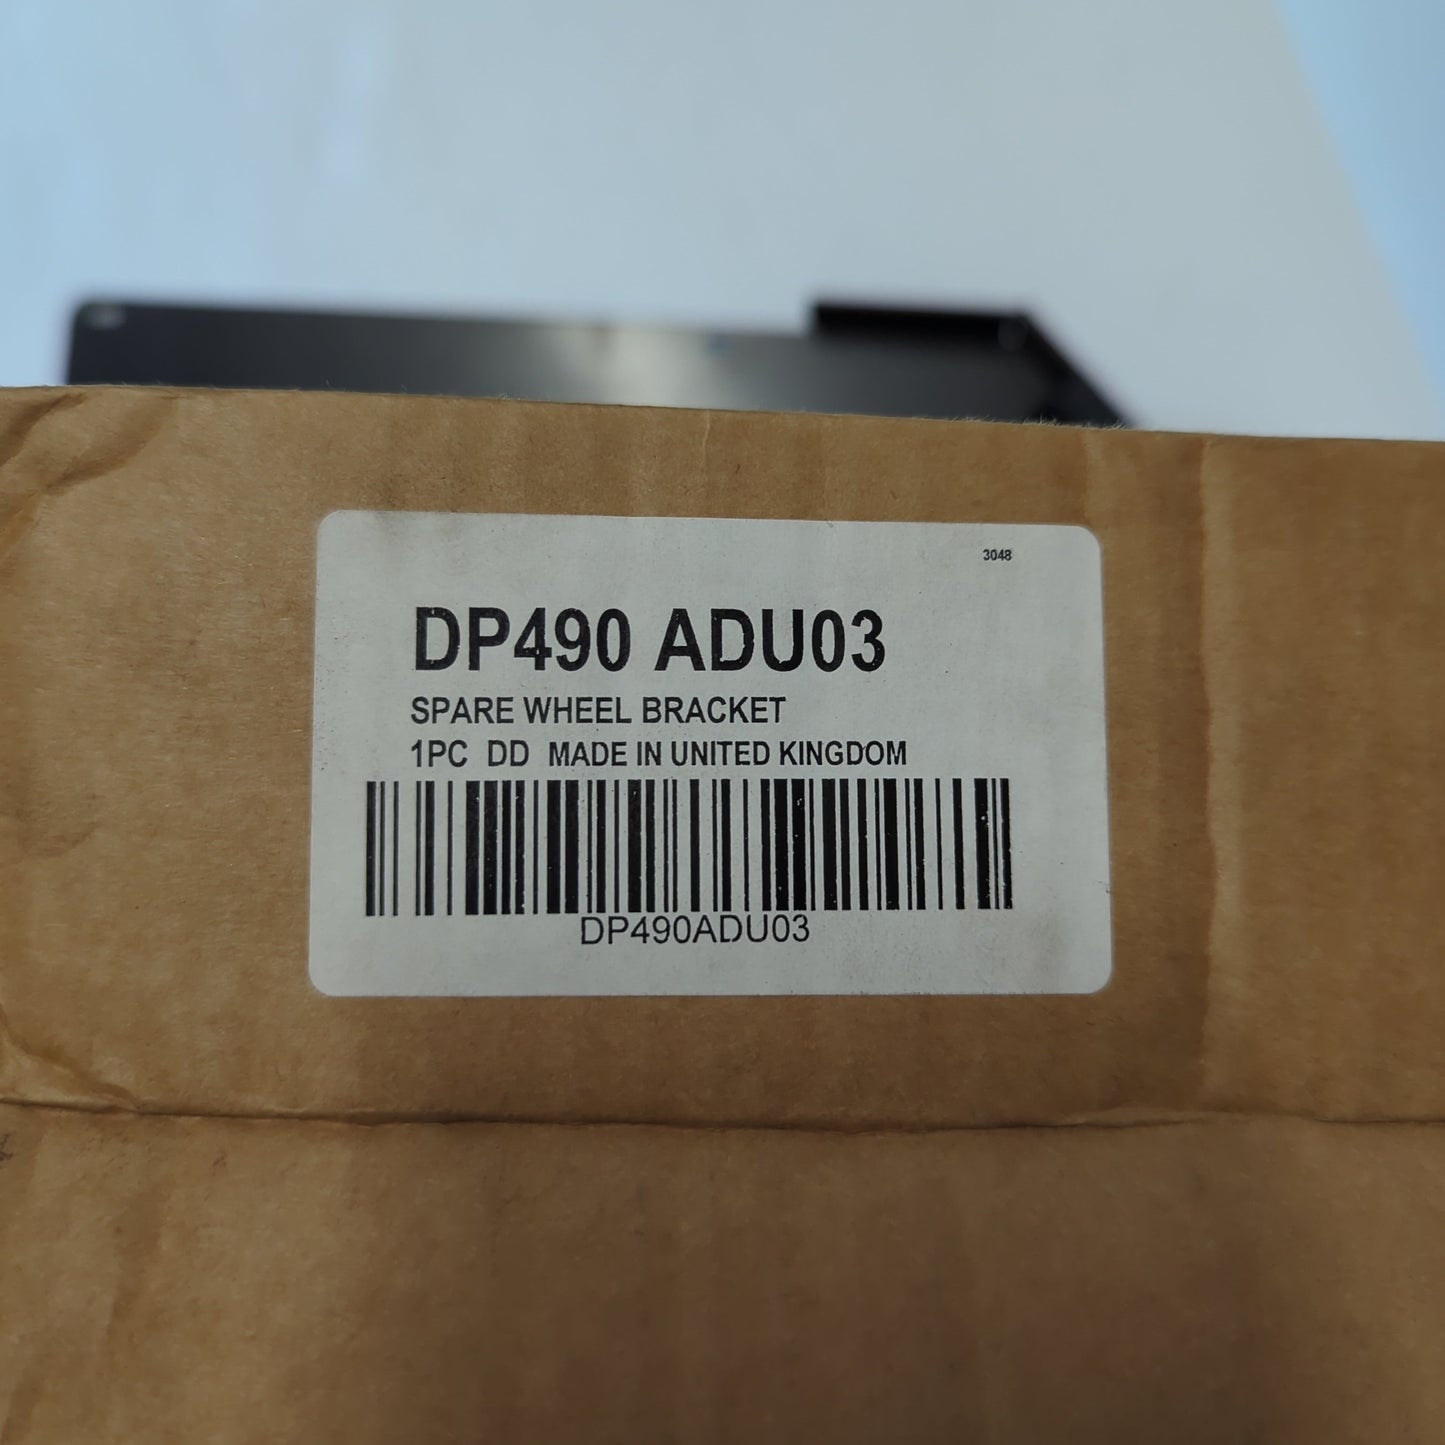 3048
DP490 ADU03
SPARE WHEEL BRACKET
1PC DD MADE IN UNITED KINGDOM
DP490ADU03